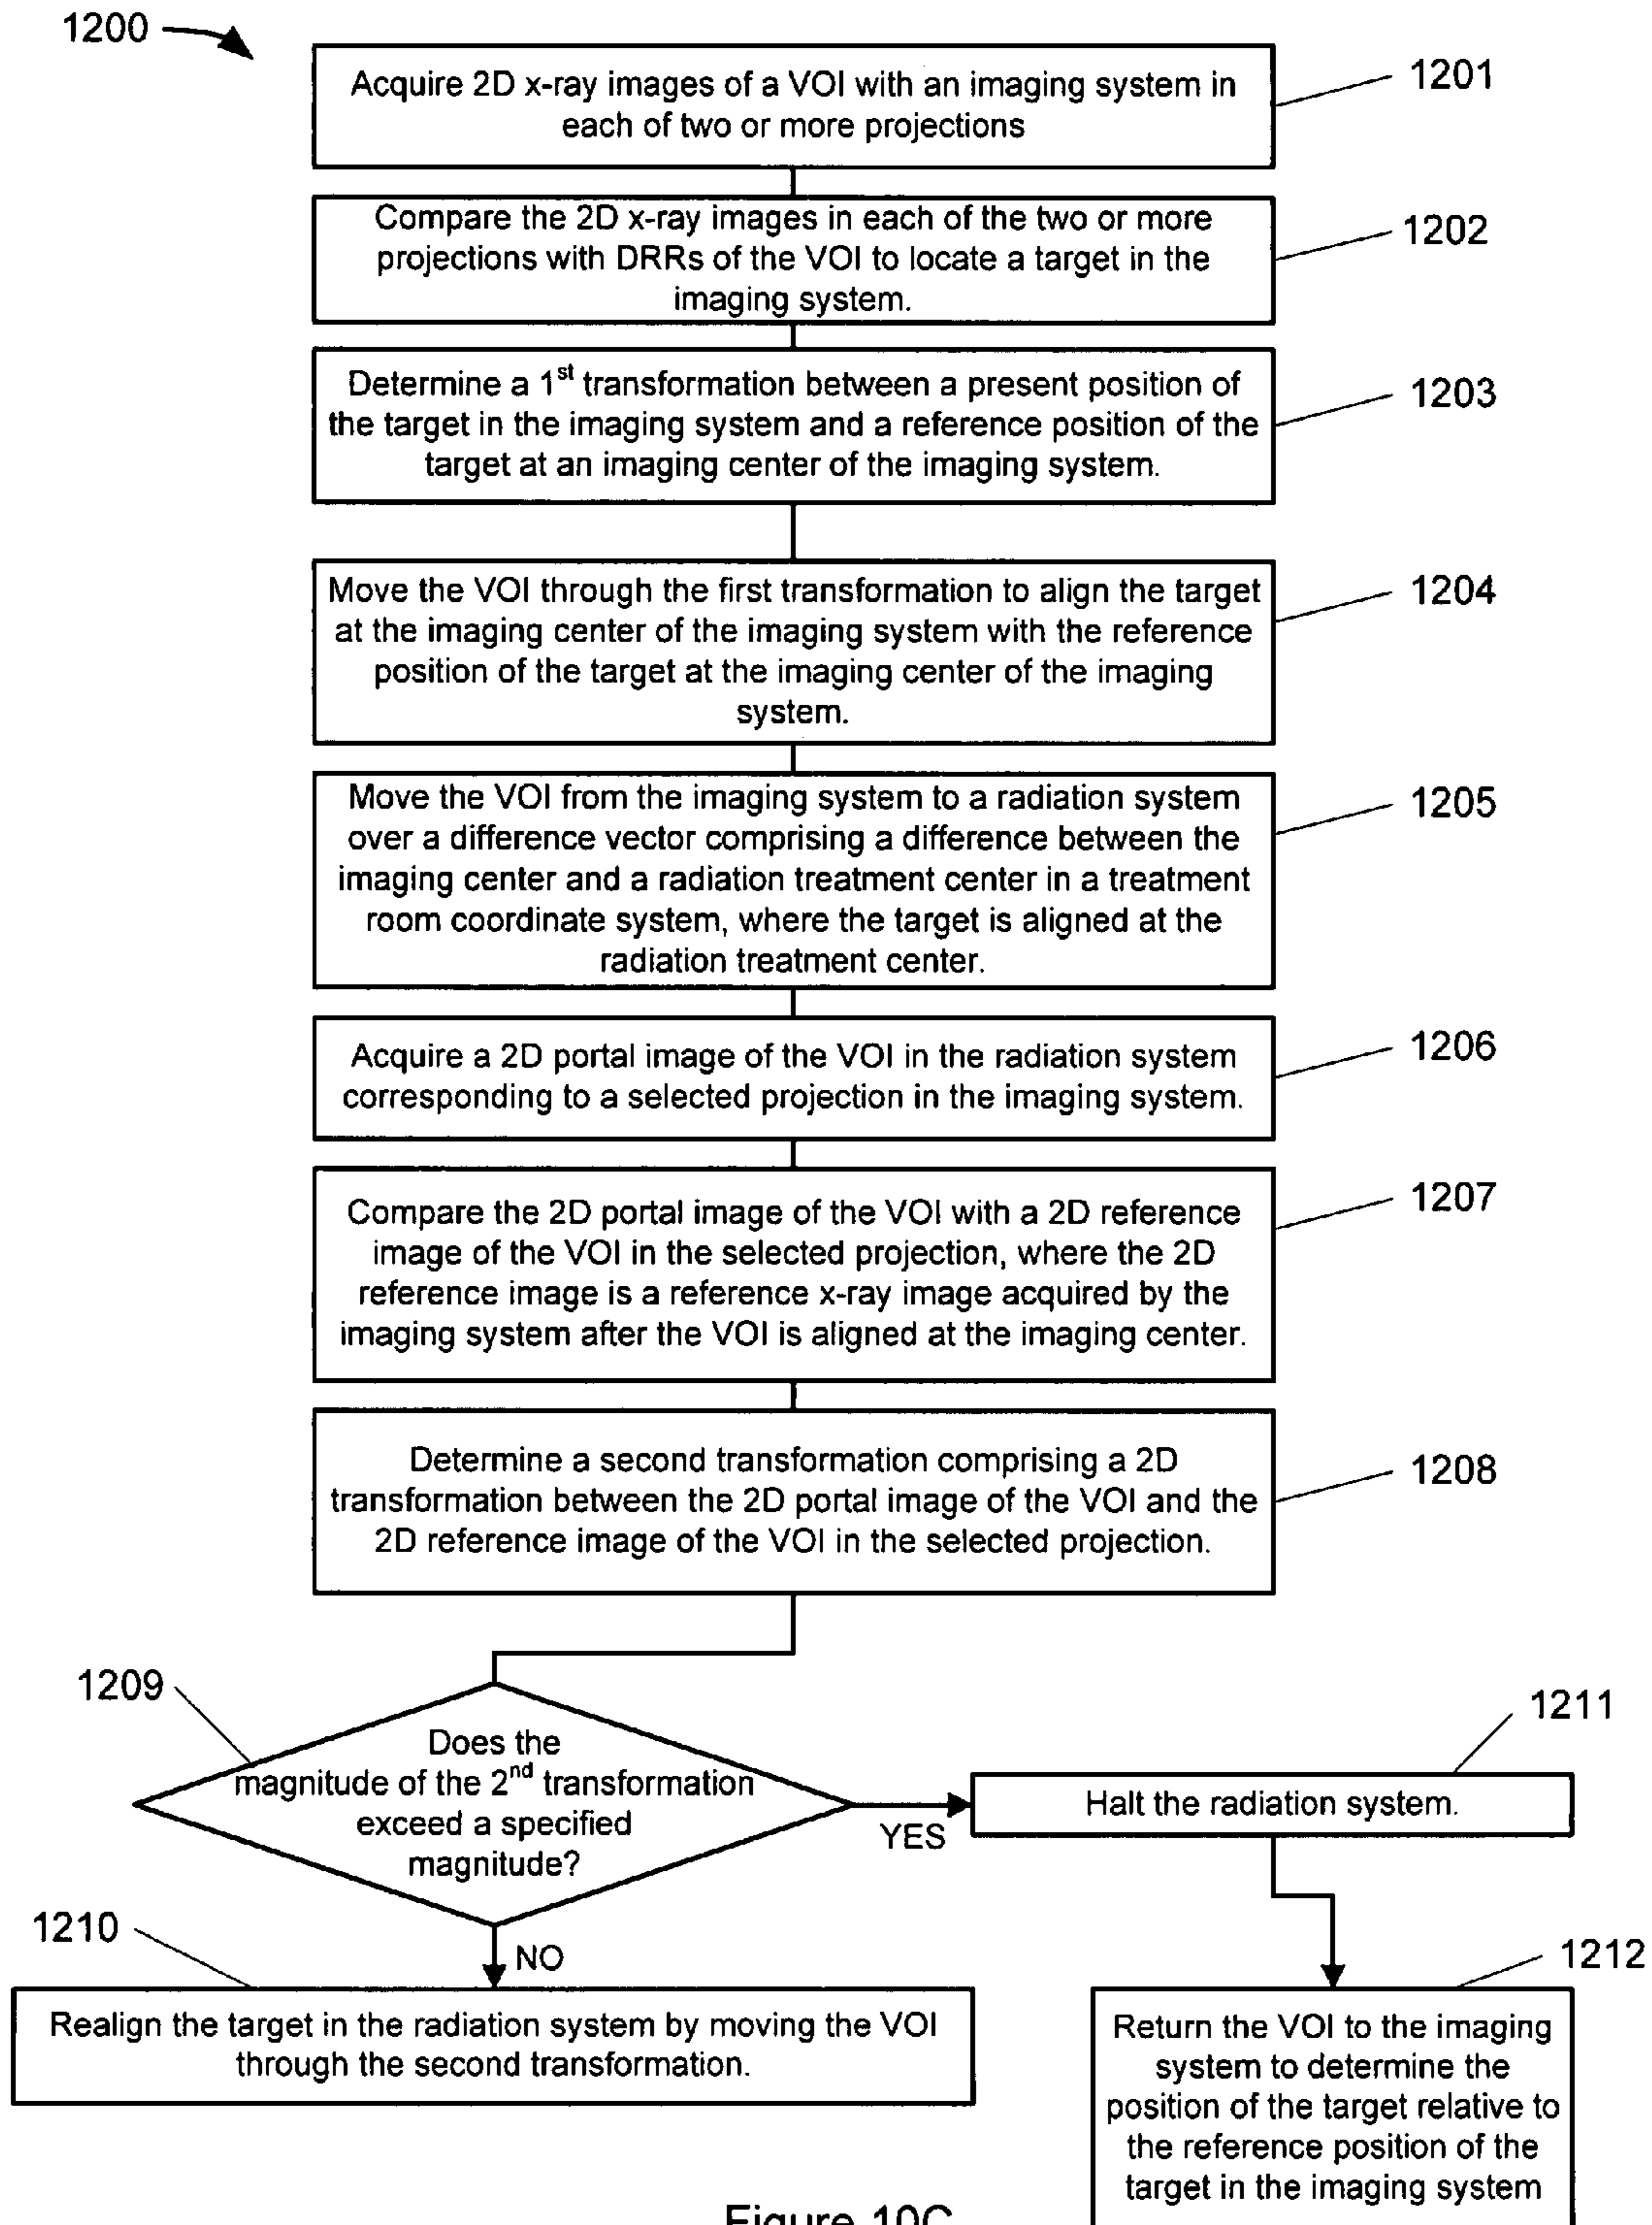 1200
Acquire 2D x-ray images of a VOI with an imaging system in
each of two or more projections
1201
Compare the 2D x-ray images in each of the two or more
projections with DRRs of the VOI to locate a target in the
imaging system.
1202
Determine a 1st transformation between a present position of
the target in the imaging system and a reference position of the
target at an imaging center of the imaging system.
1203
Move the VOI through the first transformation to align the target
at the imaging center of the imaging system with the reference
position of the target at the imaging center of the imaging
system.
1204
Move the VOI from the imaging system to a radiation system
over a difference vector comprising a difference between the
imaging center and a radiation treatment center in a treatment
room coordinate system, where the target is aligned at the
radiation treatment center.
1205
Acquire a 2D portal image of the VOI in the radiation system
corresponding to a selected projection in the imaging system.
1206
Compare the 2D portal image of the VOI with a 2D reference
image of the VOI in the selected projection, where the 2D
reference image is a reference x-ray image acquired by the
imaging system after the VOI is aligned at the imaging center.
1207
Determine a second transformation comprising a 2D
transformation between the 2D portal image of the VOI and the
2D reference image of the VOI in the selected projection.
1208
1209
Does the
magnitude of the 2nd transformation
exceed a specified
magnitude?
YES
1211
Halt the radiation system.
NO
1210
Realign the target in the radiation system by moving the VOI
through the second transformation.
1212
Return the VOI to the imaging
system to determine the
position of the target relative to
the reference position of the
target in the imaging system
Figure 10C